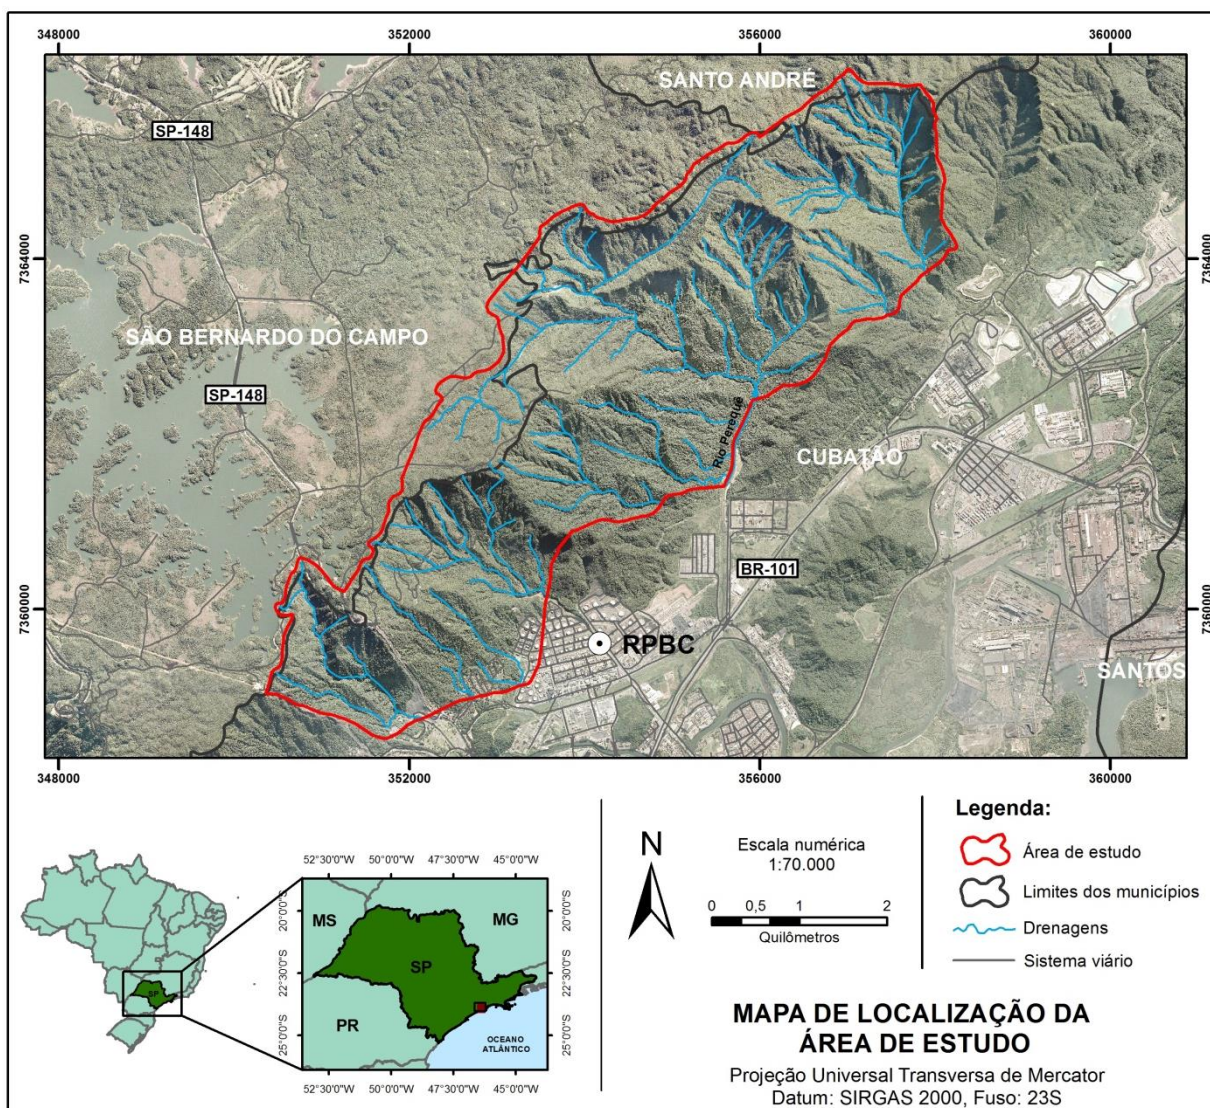 348000
352000
356000
360000
SANTO ANDRÉ
SP-148
7364000
7364000
SÃO BERNARDO DO CAMPO
SP-148
Rio Perequê
CUBATÃO
BR-101
7360000
7360000
RPBC
SANTOS
348000
352000
356000
360000
SP
52°30'0"W
50°0'0"W
47°30'0"W
45°0'0"W
MS
MG
SP
PR
OCEANO
ATLÂNTICO
20°0'0"S
22°30'0"S
25°0'0"S
20°0'0"S
22°30'0"S
25°0'0"S
52°30'0"W
50°0'0"W
47°30'0"W
45°0'0"W
N
Escala numérica
1:70.000
0 0,5 1 2
Quilômetros
Legenda:
Área de estudo
Limites dos municípios
Drenagens
Sistema viário
MAPA DE LOCALIZAÇÃO DA
ÁREA DE ESTUDO
Projeção Universal Transversa de Mercator
Datum: SIRGAS 2000, Fuso: 23S